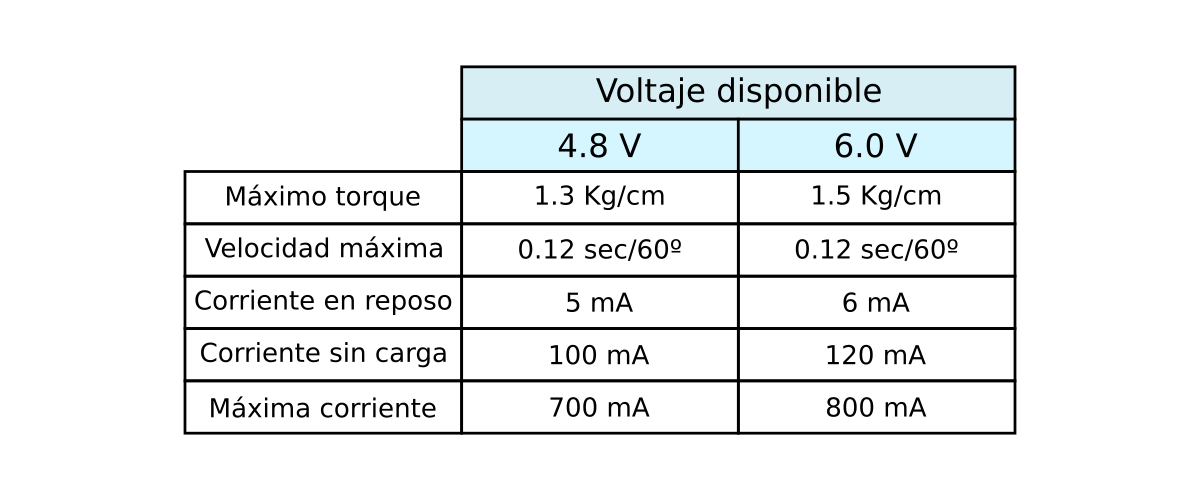 Voltaje disponible
4.8 V 6.0 V
Máximo torque 1.3 Kg/cm 1.5 Kg/cm
Velocidad máxima 0.12 sec/60º 0.12 sec/60º
Corriente en reposo 5 mA 6 mA
Corriente sin carga 100 mA 120 mA
Máxima corriente 700 mA 800 mA